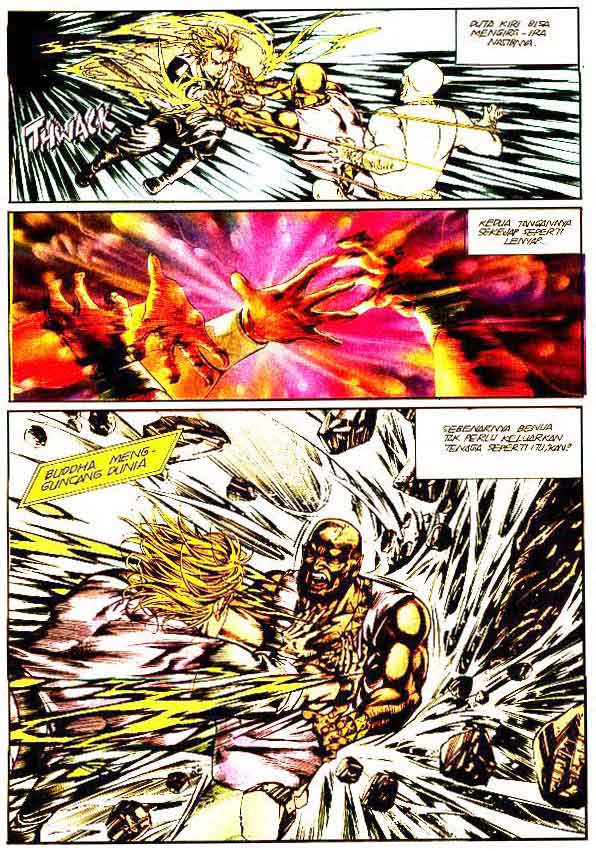 DUTA KIRI BISA
MENGIRA-IRA
NASIBNYA.
THWACK
KEDUA TANGANNYA
SEKEJAP SEPERTI
LENYAP.
BUDDHA MENG-
GUNCANG DUNIA
SEBENARNYA BENUA
TAK PERLU KELUARKAN
TENAGA SEPERTI ITU, KAN?